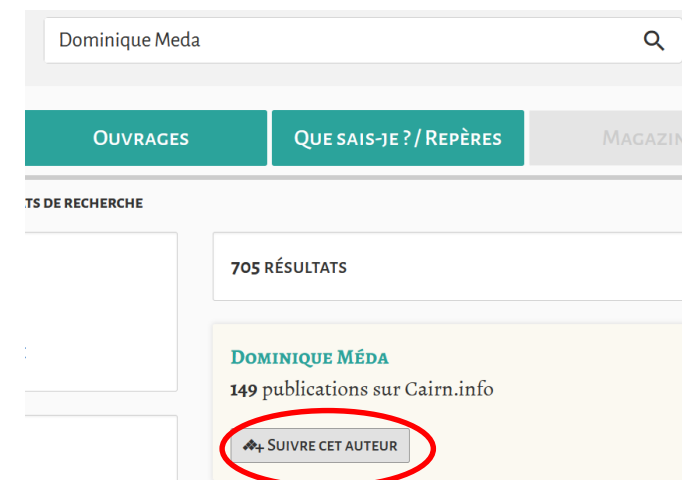 Dominique Meda
Ouvrages
Que sais-je ? / Repères
Magazin
TS DE RECHERCHE
705 RÉSULTATS
Dominique Méda
149 publications sur Cairn.info
Suivre cet auteur